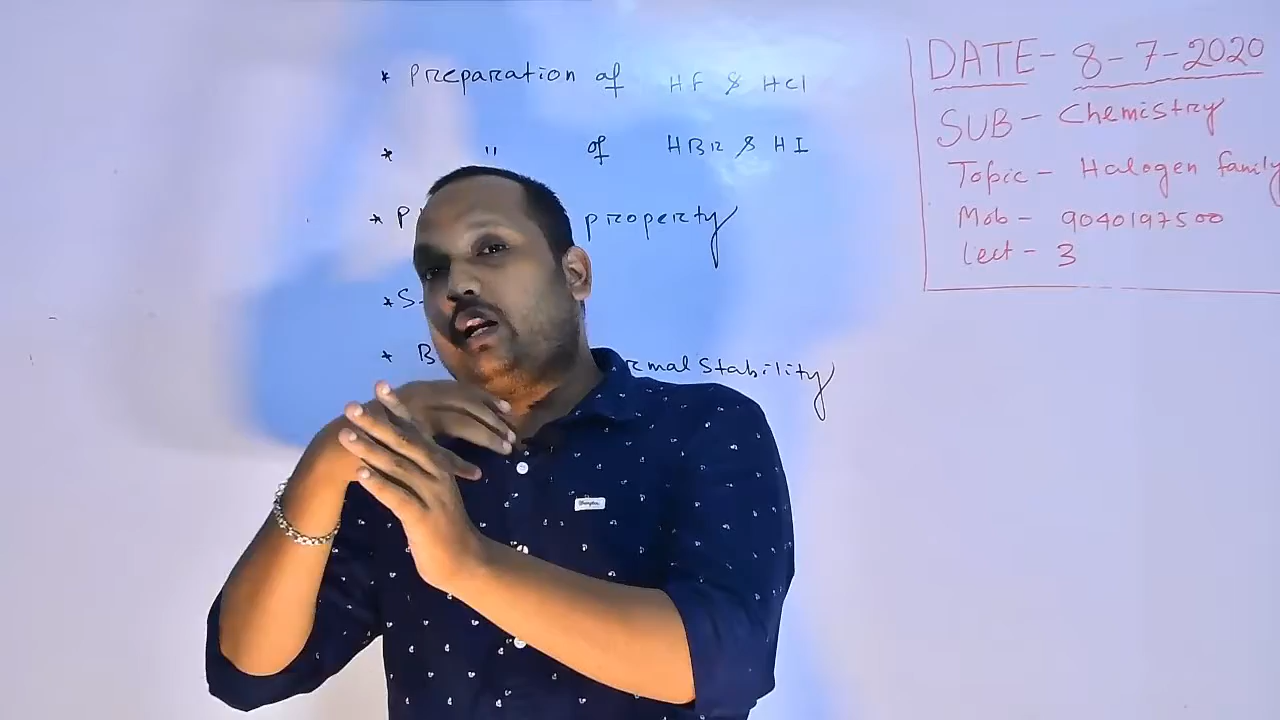 * Preparation of HF & HCl
* " of HBr & HI
* P property
* S-
* B rmal Stability
DATE- 8-7-2020
SUB- Chemistry
Topic- Halogen family
Mob- 9040197500
lect- 3